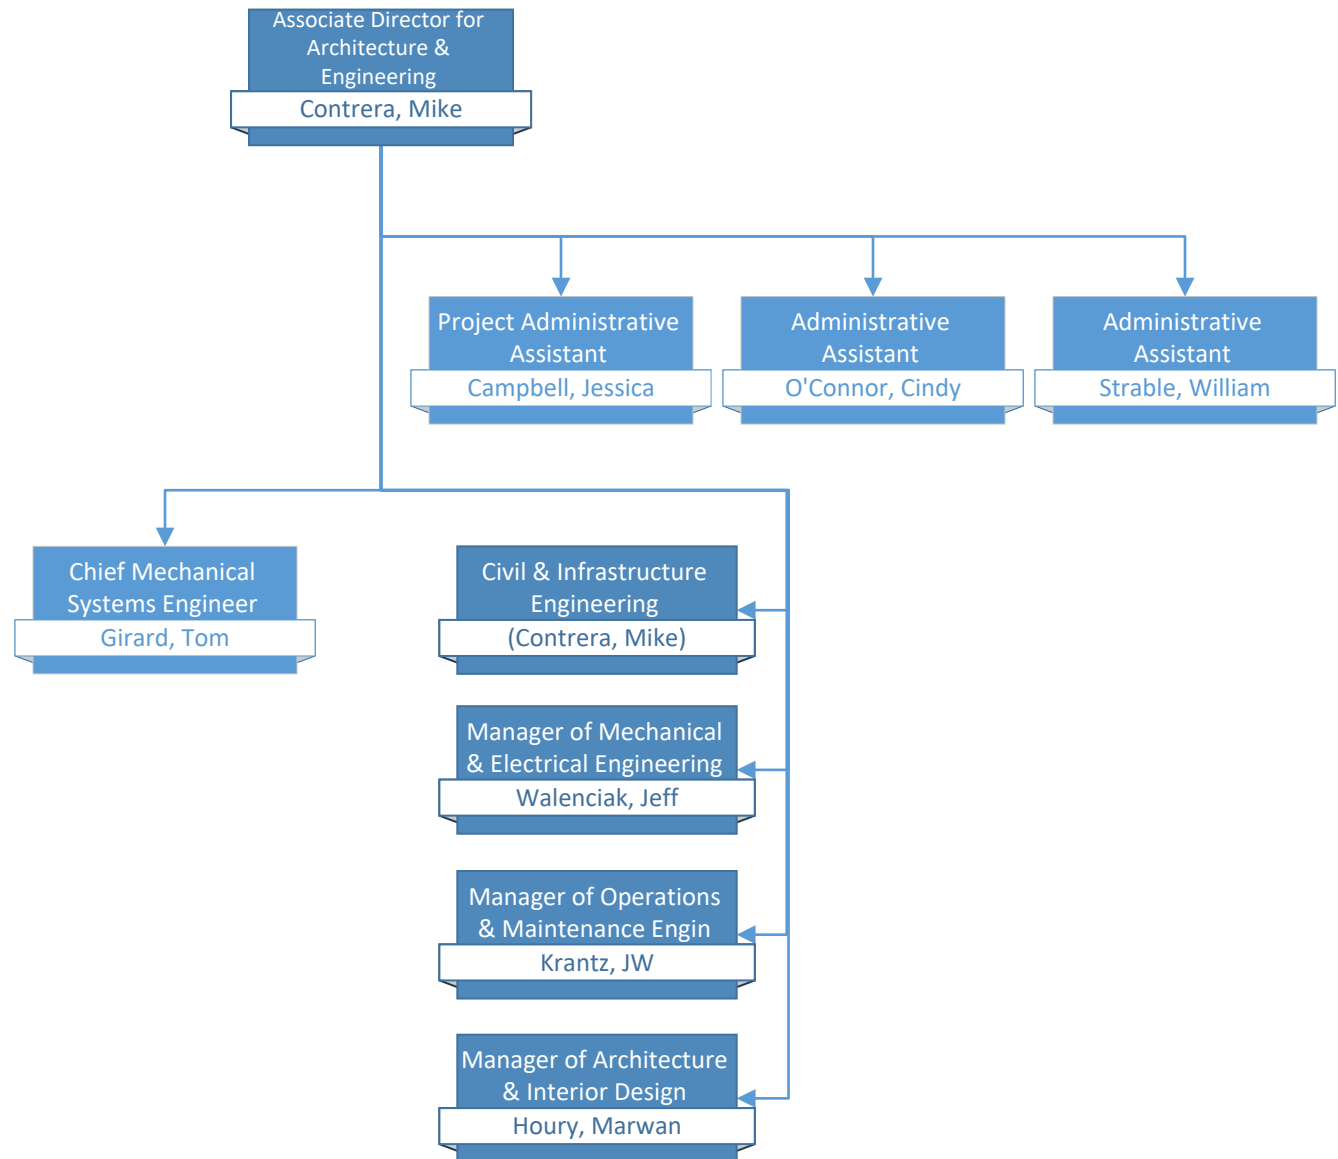 Associate Director for
Architecture &
Engineering
Contrera, Mike
Project Administrative
Assistant
Campbell, Jessica
Administrative
Assistant
O'Connor, Cindy
Administrative
Assistant
Strable, William
Chief Mechanical
Systems Engineer
Girard, Tom
Civil & Infrastructure
Engineering
(Contrera, Mike)
Manager of Mechanical
& Electrical Engineering
Walenciak, Jeff
Manager of Operations
& Maintenance Engin
Krantz, JW
Manager of Architecture
& Interior Design
Houry, Marwan